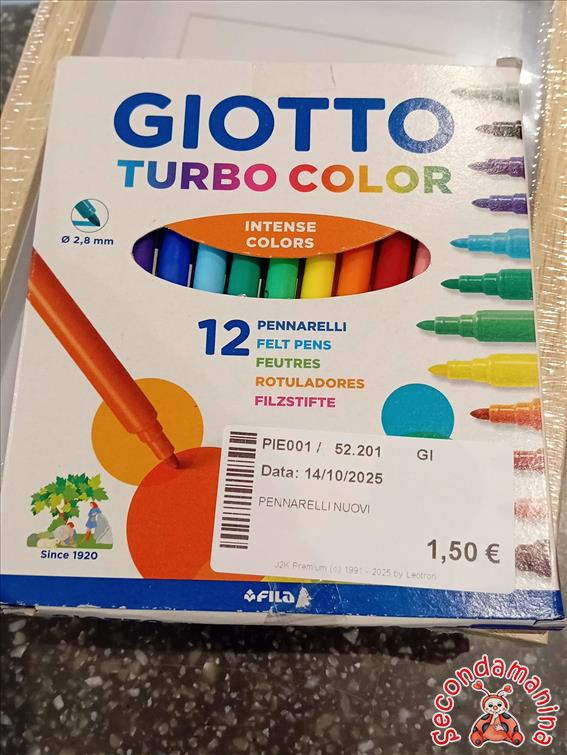 GIOTTO
TURBO COLOR
INTENSE
COLORS
Ø 2,8 mm
12 PENNARELLI
FELT PENS
FEUTRES
ROTULADORES
FILZSTIFTE
PIE001 / 52.201 GI
Data: 14/10/2025
PENNARELLI NUOVI
1,50 €
J2K Premium (c) 1991 - 2025 by Leotron
Since 1920
FILA
secondamanina